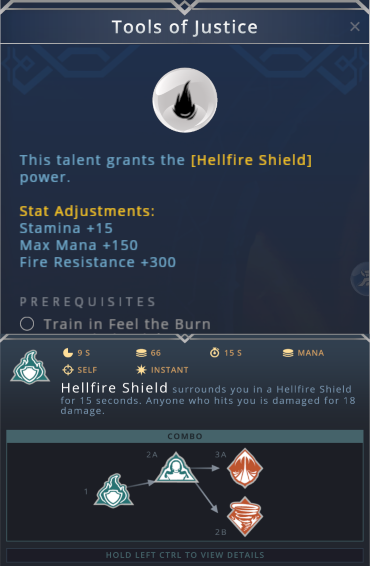 Tools of Justice
This talent grants the [Hellfire Shield]
power.
Stat Adjustments:
Stamina +15
Max Mana +150
Fire Resistance +300
PREREQUISITES
Train in Feel the Burn
9 S 66 15 S MANA
SELF INSTANT
Hellfire Shield surrounds you in a Hellfire Shield
for 15 seconds. Anyone who hits you is damaged for 18
damage.
COMBO
2A 3A
1
2B
HOLD LEFT CTRL TO VIEW DETAILS